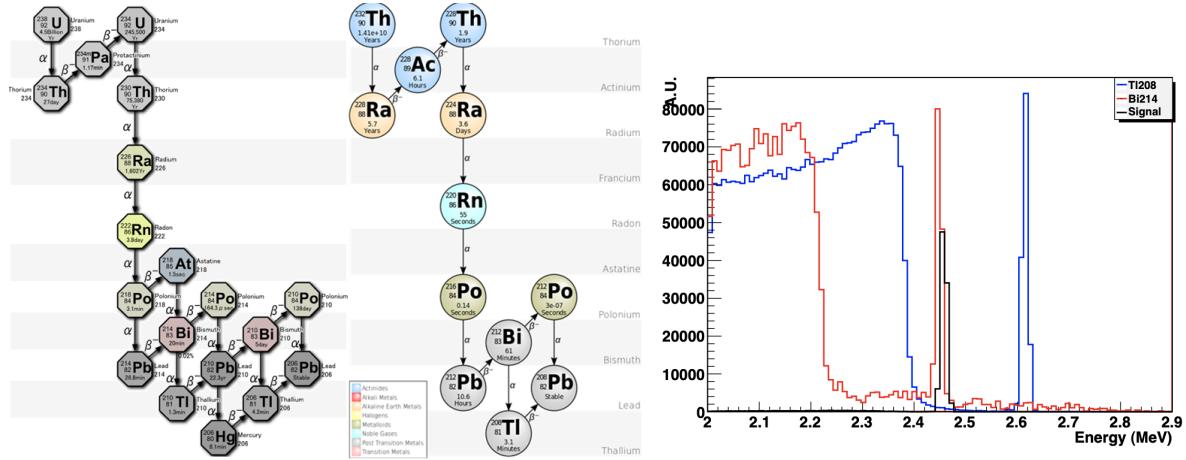 238 92 U 4.5Billion Yr
Uranium 238
234 92 U 245,500 Yr
Uranium 234
β⁻
α
234m 91 Pa 1.17min
Protactinium 234
β⁻
α
Thorium 234
234 90 Th 27day
230 90 Th 75,380 Yr
Thorium 230
α
226 88 Ra 1,602Yr
Radium 226
α
222 86 Rn 3.8day
Radon 222
α
β⁻
218 85 At 1.5sec
Astatine 218
218 84 Po 3.1min
Polonium 218
α
β⁻
214 84 Po 164.3 μ sec
Polonium 214
β⁻
210 84 Po 138day
Polonium 210
α
β⁻
214 83 Bi 20min
Bismuth 214
α
β⁻
210 83 Bi 5day
Bismuth 210
α
0.02%
214 82 Pb 26.8min
Lead 214
α
β⁻
210 82 Pb 22.3yr
Lead 210
α
β⁻
206 82 Pb Stable
Lead 206
210 81 Tl 1.3min
Thallium 210
α
β⁻
206 81 Tl 4.2min
Thallium 206
206 80 Hg 8.1min
Mercury 206
232 90 Th 1.41e+10 Years
228 90 Th 1.9 Years
Thorium
α
228 89 Ac 6.1 Hours
β⁻
α
Actinium
228 88 Ra 5.7 Years
β⁻
224 88 Ra 3.6 Days
Radium
α
Francium
220 86 Rn 55 Seconds
Radon
α
Astatine
216 84 Po 0.14 Seconds
212 84 Po 3e-07 Seconds
Polonium
α
212 83 Bi 61 Minutes
β⁻
α
Bismuth
212 82 Pb 10.6 Hours
β⁻
α
208 82 Pb Stable
Lead
208 81 Tl 3.1 Minutes
β⁻
Thallium
Actinides
Alkali Metals
Alkaline Earth Metals
Halogens
Metalloids
Noble Gases
Post Transition Metals
Transition Metals
A.U.
Tl208
Bi214
Signal
80000
70000
60000
50000
40000
30000
20000
10000
0
2 2.1 2.2 2.3 2.4 2.5 2.6 2.7 2.8 2.9
Energy (MeV)